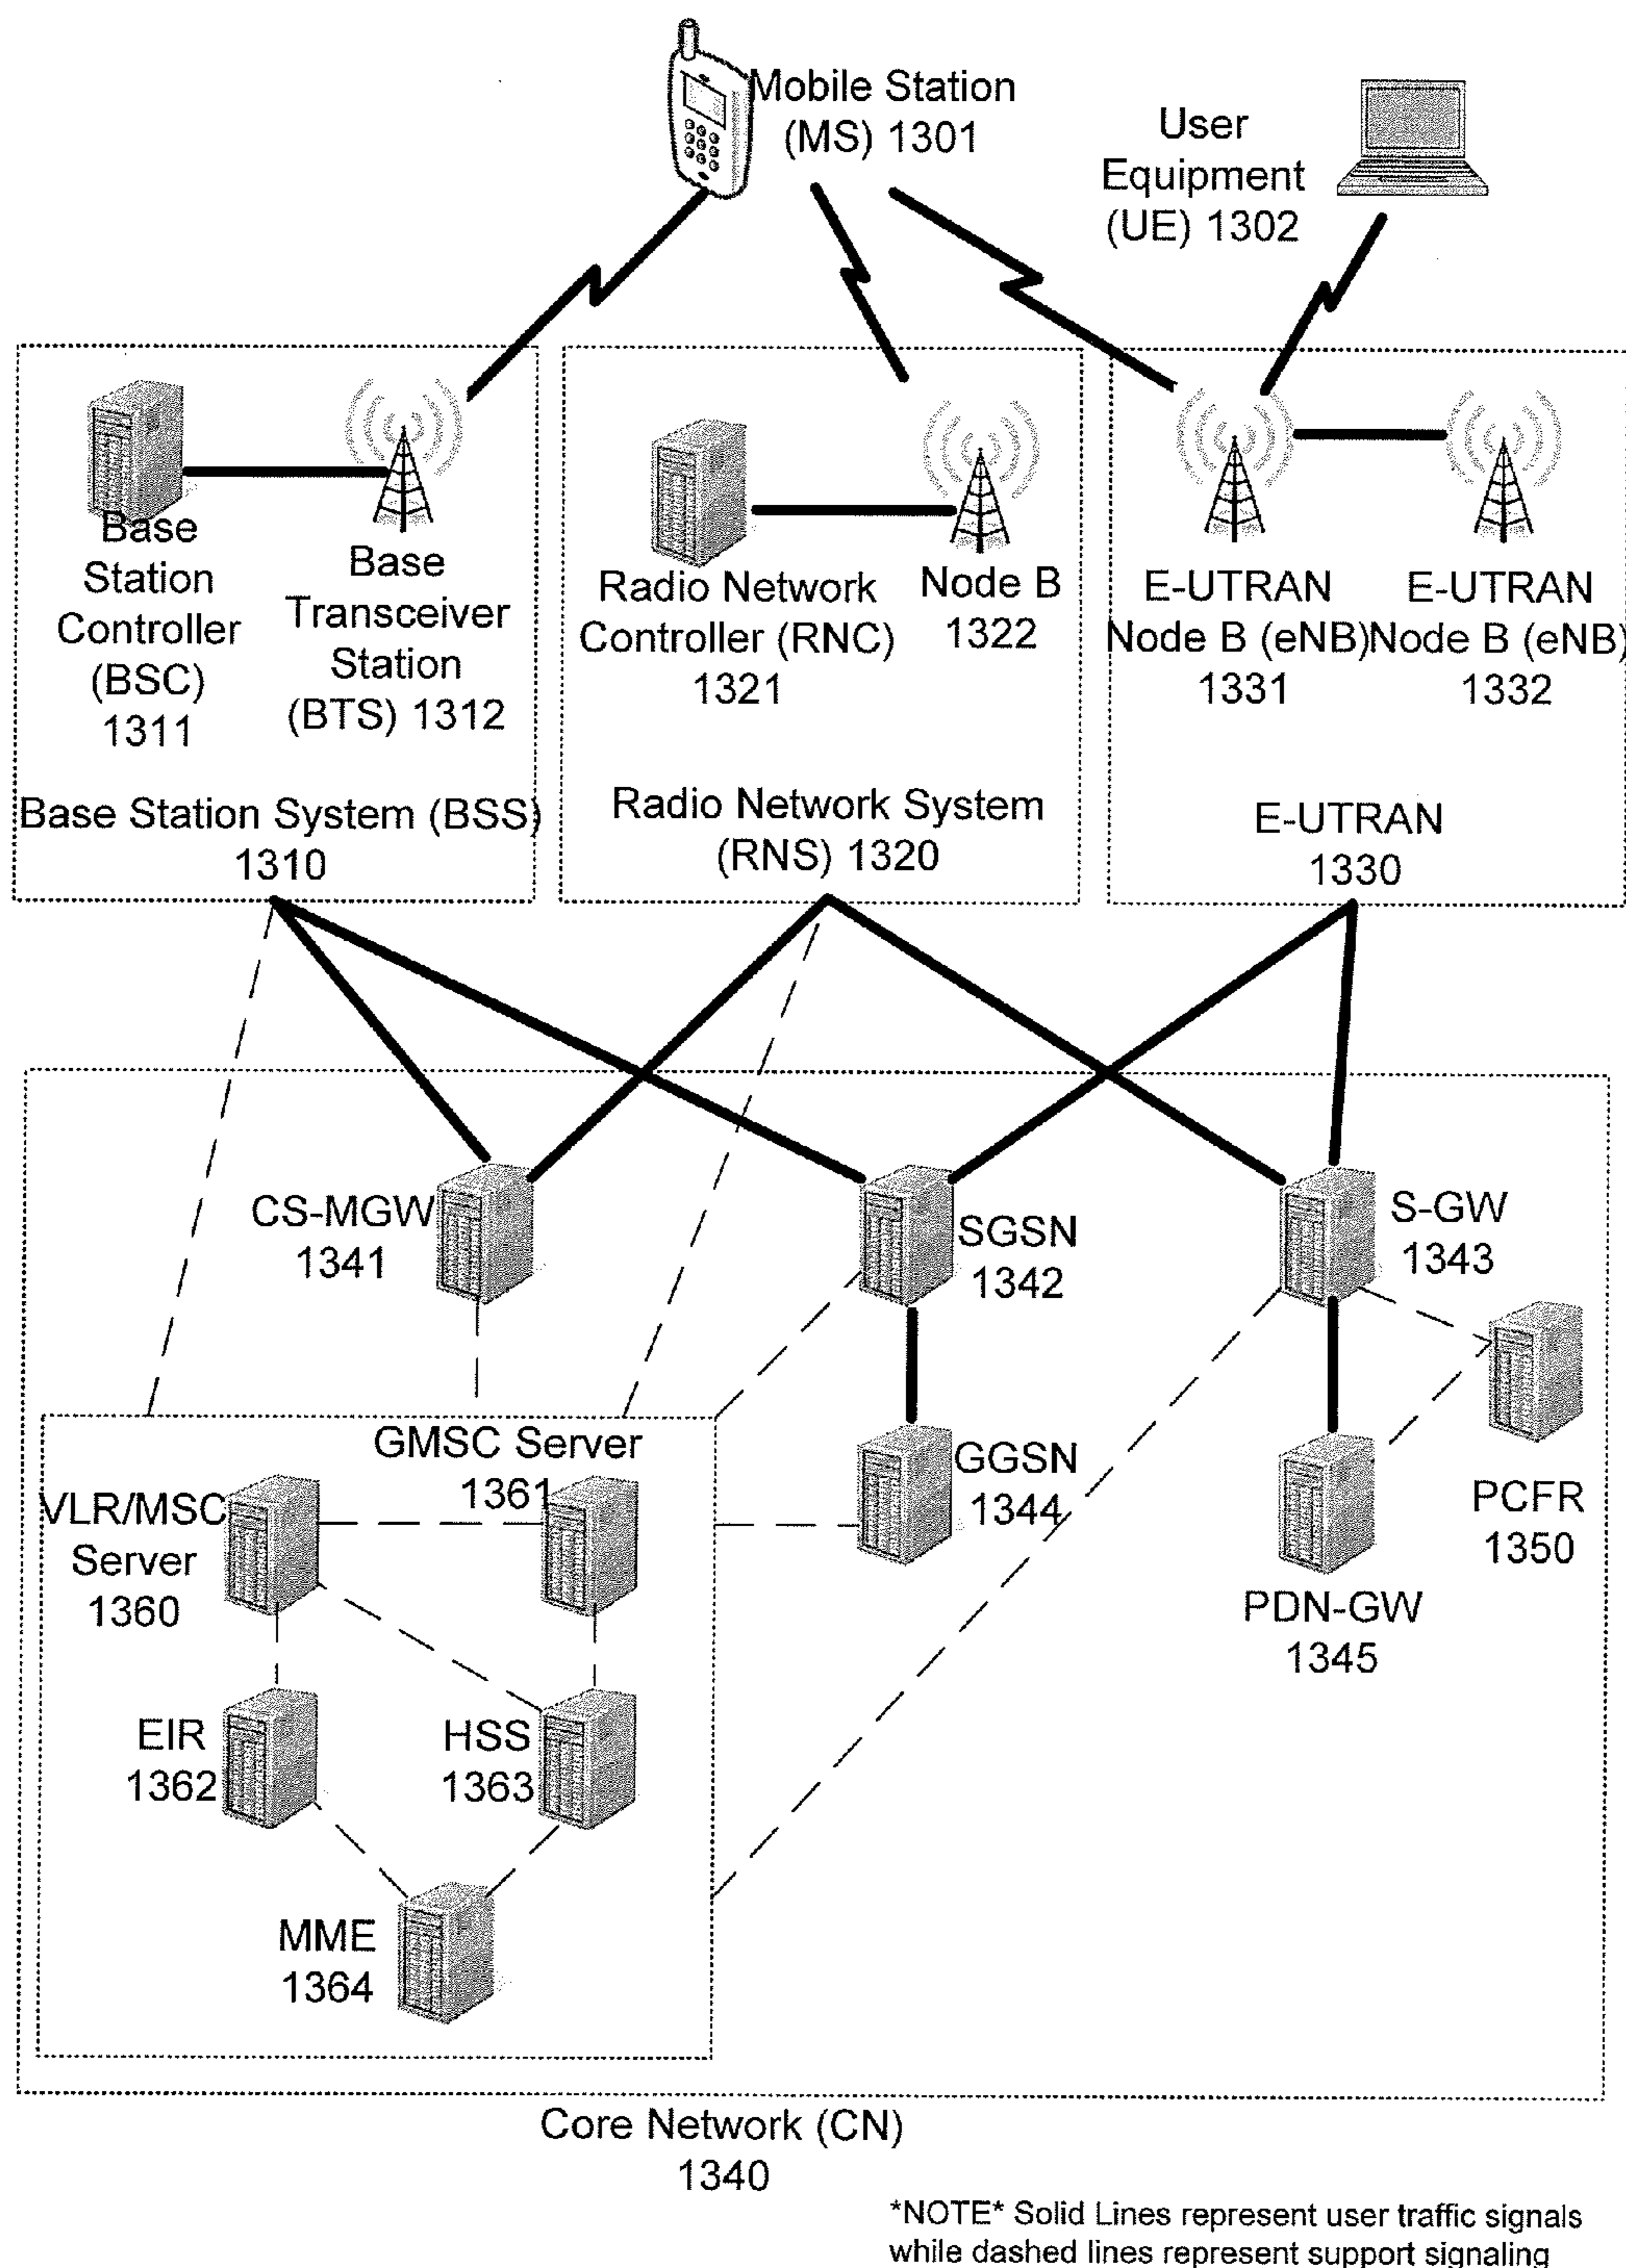 Mobile Station
(MS) 1301
User
Equipment
(UE) 1302
Base
Station
Controller
(BSC)
1311
Base
Transceiver
Station
(BTS) 1312
Base Station System (BSS)
1310
Radio Network
Controller (RNC)
1321
Node B
1322
Radio Network System
(RNS) 1320
E-UTRAN
Node B (eNB)
1331
E-UTRAN
Node B (eNB)
1332
E-UTRAN
1330
CS-MGW
1341
SGSN
1342
S-GW
1343
GMSC Server
1361
VLR/MSC
Server
1360
GGSN
1344
PCFR
1350
PDN-GW
1345
EIR
1362
HSS
1363
MME
1364
Core Network (CN)
1340
*NOTE* Solid Lines represent user traffic signals
while dashed lines represent support signaling